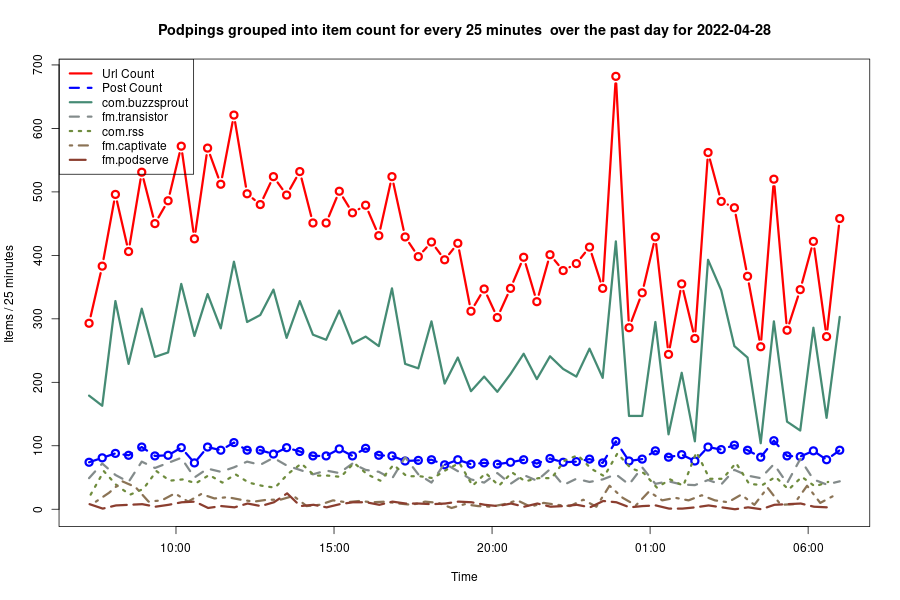 Podpings grouped into item count for every 25 minutes  over the past day for 2022-04-28
Url Count
Post Count
com.buzzsprout
fm.transistor
com.rss
fm.captivate
fm.podserve
Items / 25 minutes
700
600
500
400
300
200
100
0
10:00
15:00
20:00
01:00
06:00
Time